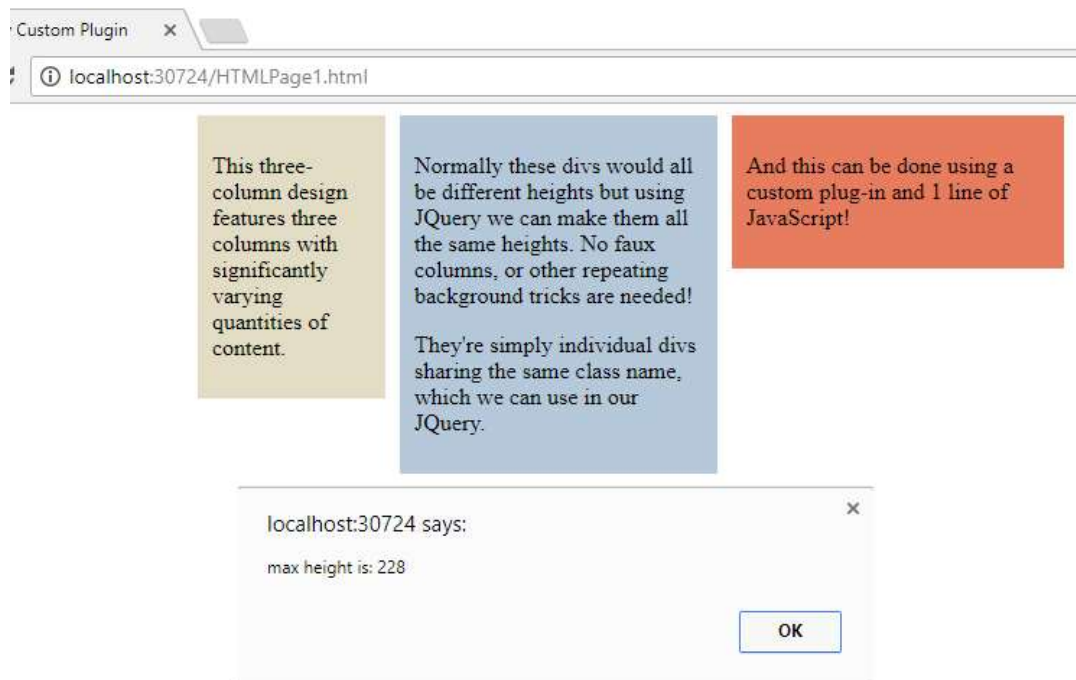 Custom Plugin
localhost:30724/HTMLPage1.html
This three-
column design
features three
columns with
significantly
varying
quantities of
content.
Normally these divs would all
be different heights but using
JQuery we can make them all
the same heights. No faux
columns, or other repeating
background tricks are needed!
They're simply individual divs
sharing the same class name,
which we can use in our
JQuery.
And this can be done using a
custom plug-in and 1 line of
JavaScript!
localhost:30724 says:
max height is: 228
OK